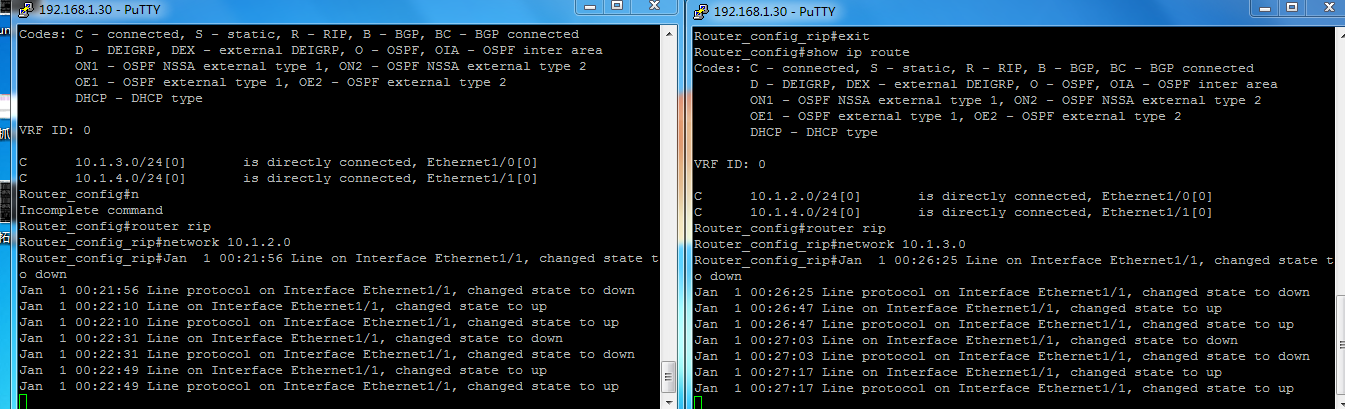 192.168.1.30 - PuTTY
Codes: C - connected, S - static, R - RIP, B - BGP, BC - BGP connected
D - DEIGRP, DEX - external DEIGRP, O - OSPF, OIA - OSPF inter area
ON1 - OSPF NSSA external type 1, ON2 - OSPF NSSA external type 2
OE1 - OSPF external type 1, OE2 - OSPF external type 2
DHCP - DHCP type
VRF ID: 0
C 10.1.3.0/24[0] is directly connected, Ethernet1/0[0]
C 10.1.4.0/24[0] is directly connected, Ethernet1/1[0]
Router_config#n
Incomplete command
Router_config#router rip
Router_config_rip#network 10.1.2.0
Router_config_rip#Jan 1 00:21:56 Line on Interface Ethernet1/1, changed state t
o down
Jan 1 00:21:56 Line protocol on Interface Ethernet1/1, changed state to down
Jan 1 00:22:10 Line on Interface Ethernet1/1, changed state to up
Jan 1 00:22:10 Line protocol on Interface Ethernet1/1, changed state to up
Jan 1 00:22:31 Line on Interface Ethernet1/1, changed state to down
Jan 1 00:22:31 Line protocol on Interface Ethernet1/1, changed state to down
Jan 1 00:22:49 Line on Interface Ethernet1/1, changed state to up
Jan 1 00:22:49 Line protocol on Interface Ethernet1/1, changed state to up
192.168.1.30 - PuTTY
Router_config_rip#exit
Router_config#show ip route
Codes: C - connected, S - static, R - RIP, B - BGP, BC - BGP connected
D - DEIGRP, DEX - external DEIGRP, O - OSPF, OIA - OSPF inter area
ON1 - OSPF NSSA external type 1, ON2 - OSPF NSSA external type 2
OE1 - OSPF external type 1, OE2 - OSPF external type 2
DHCP - DHCP type
VRF ID: 0
C 10.1.2.0/24[0] is directly connected, Ethernet1/0[0]
C 10.1.4.0/24[0] is directly connected, Ethernet1/1[0]
Router_config#router rip
Router_config_rip#network 10.1.3.0
Router_config_rip#Jan 1 00:26:25 Line on Interface Ethernet1/1, changed state t
o down
Jan 1 00:26:25 Line protocol on Interface Ethernet1/1, changed state to down
Jan 1 00:26:47 Line on Interface Ethernet1/1, changed state to up
Jan 1 00:26:47 Line protocol on Interface Ethernet1/1, changed state to up
Jan 1 00:27:03 Line on Interface Ethernet1/1, changed state to down
Jan 1 00:27:03 Line protocol on Interface Ethernet1/1, changed state to down
Jan 1 00:27:17 Line on Interface Ethernet1/1, changed state to up
Jan 1 00:27:17 Line protocol on Interface Ethernet1/1, changed state to up
抓
拓